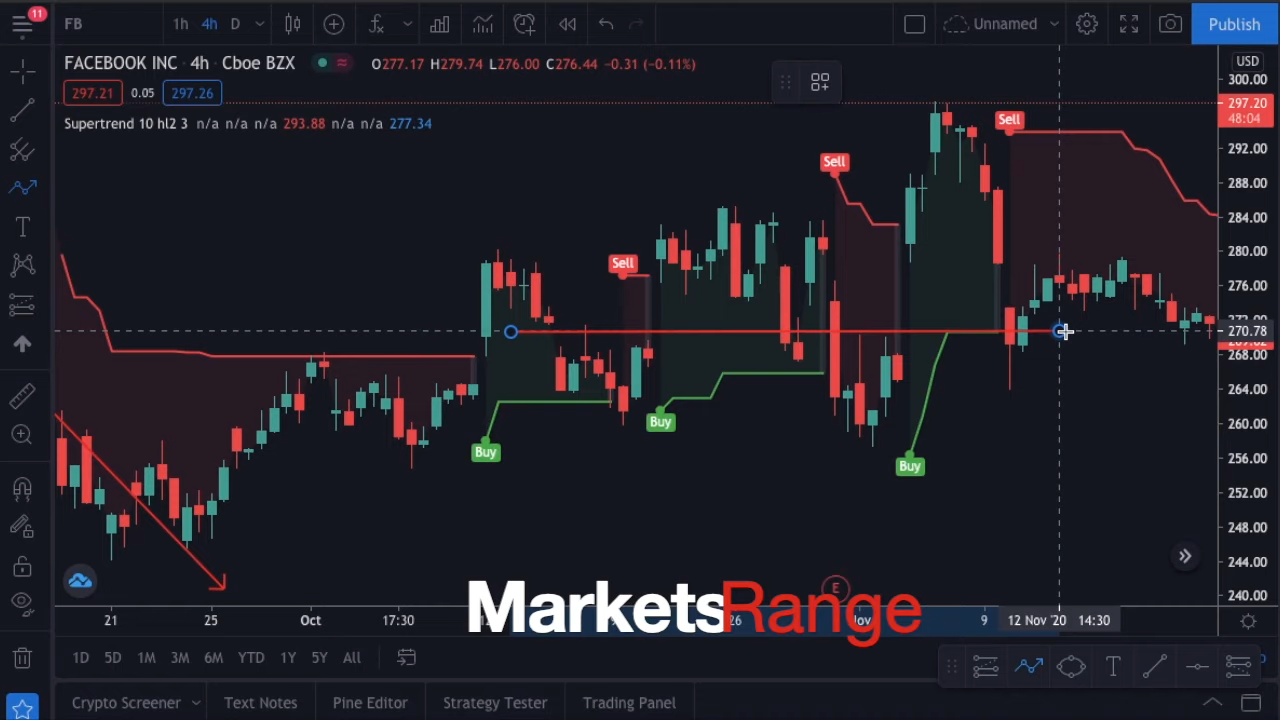 11
FB
1h 4h D
Unnamed
Publish
FACEBOOK INC · 4h · Cboe BZX
O277.17 H279.74 L276.00 C276.44 −0.31 (−0.11%)
297.21 0.05 297.26
Supertrend 10 hl2 3 n/a n/a n/a 293.88 n/a n/a 277.34
USD
300.00
297.20
48:04
292.00
288.00
284.00
280.00
276.00
270.78
268.00
264.00
260.00
256.00
252.00
248.00
244.00
240.00
Sell
Sell
Sell
Buy
Buy
Buy
E
MarketsRange
21 25 Oct 17:30 26 Nov 9 12 Nov '20 14:30
1D 5D 1M 3M 6M YTD 1Y 5Y All
Crypto Screener Text Notes Pine Editor Strategy Tester Trading Panel